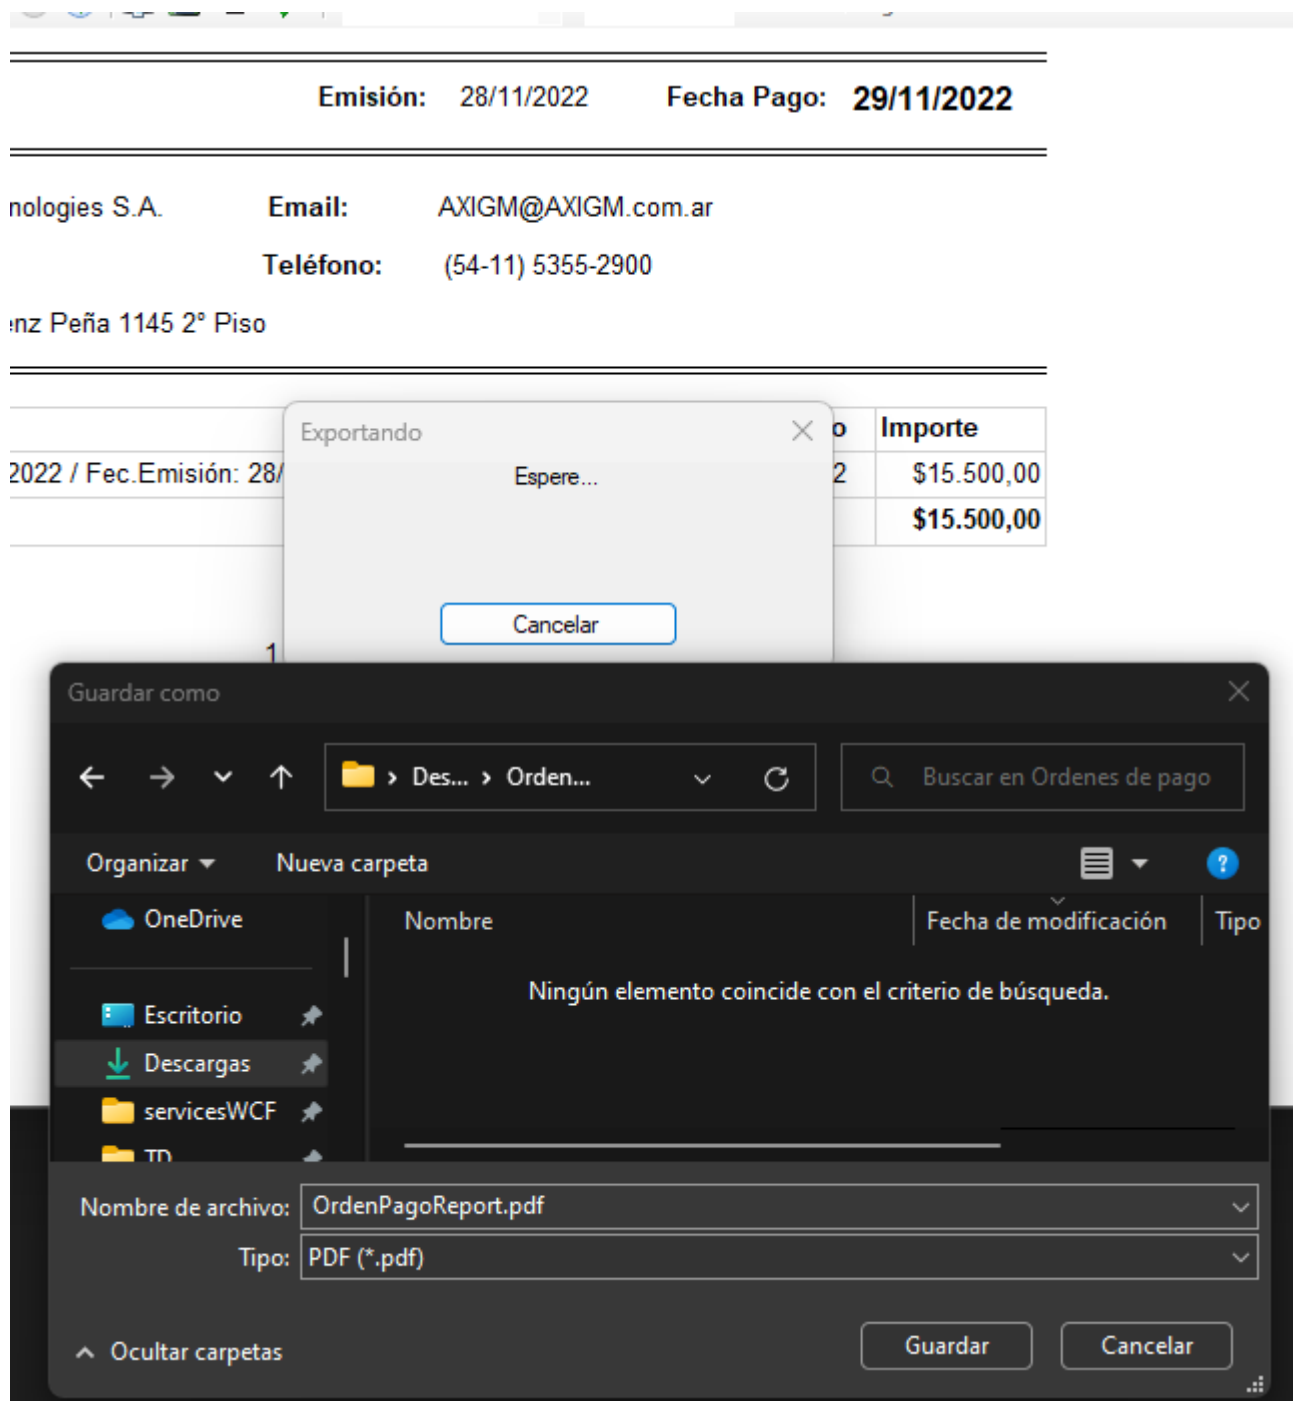 Emisión: 28/11/2022 Fecha Pago: 29/11/2022
nologies S.A. Email: AXIGM@AXIGM.com.ar
Teléfono: (54-11) 5355-2900
enz Peña 1145 2º Piso
Exportando
o Importe
2022 / Fec.Emisión: 28/ Espere... 2 $15.500,00
$15.500,00
Cancelar
1
Guardar como
Des... Orden... Buscar en Ordenes de pago
Organizar Nueva carpeta
OneDrive Nombre Fecha de modificación Tipo
Ningún elemento coincide con el criterio de búsqueda.
Escritorio
Descargas
servicesWCF
TD
Nombre de archivo: OrdenPagoReport.pdf
Tipo: PDF (*.pdf)
Ocultar carpetas Guardar Cancelar